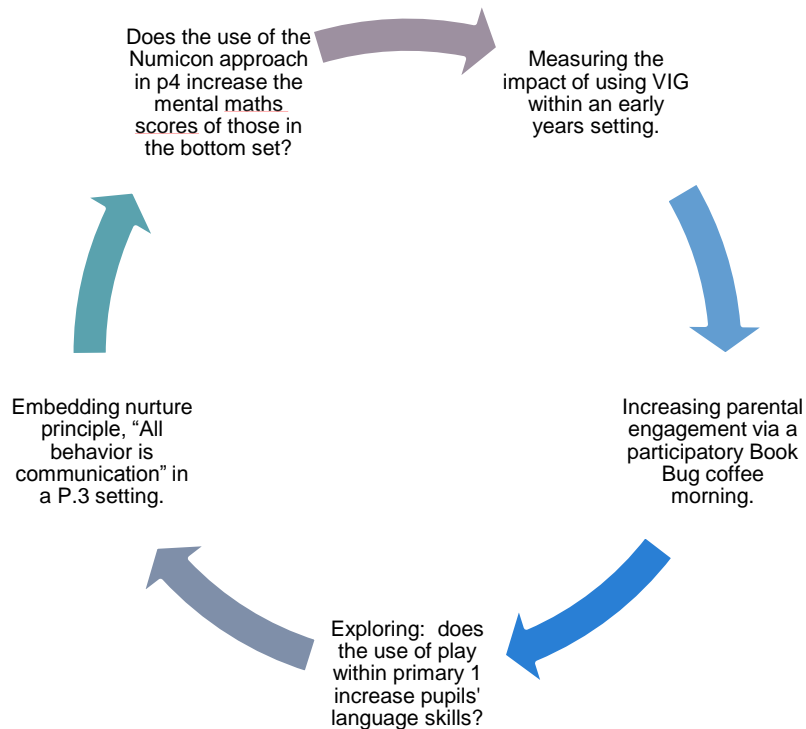 Does the use of the
Numicon approach
in p4 increase the
mental maths
scores of those in
the bottom set?
Measuring the
impact of using VIG
within an early
years setting.
Increasing parental
engagement via a
participatory Book
Bug coffee
morning.
Exploring:  does
the use of play
within primary 1
increase pupils'
language skills?
Embedding nurture
principle, “All
behavior is
communication” in
a P.3 setting.